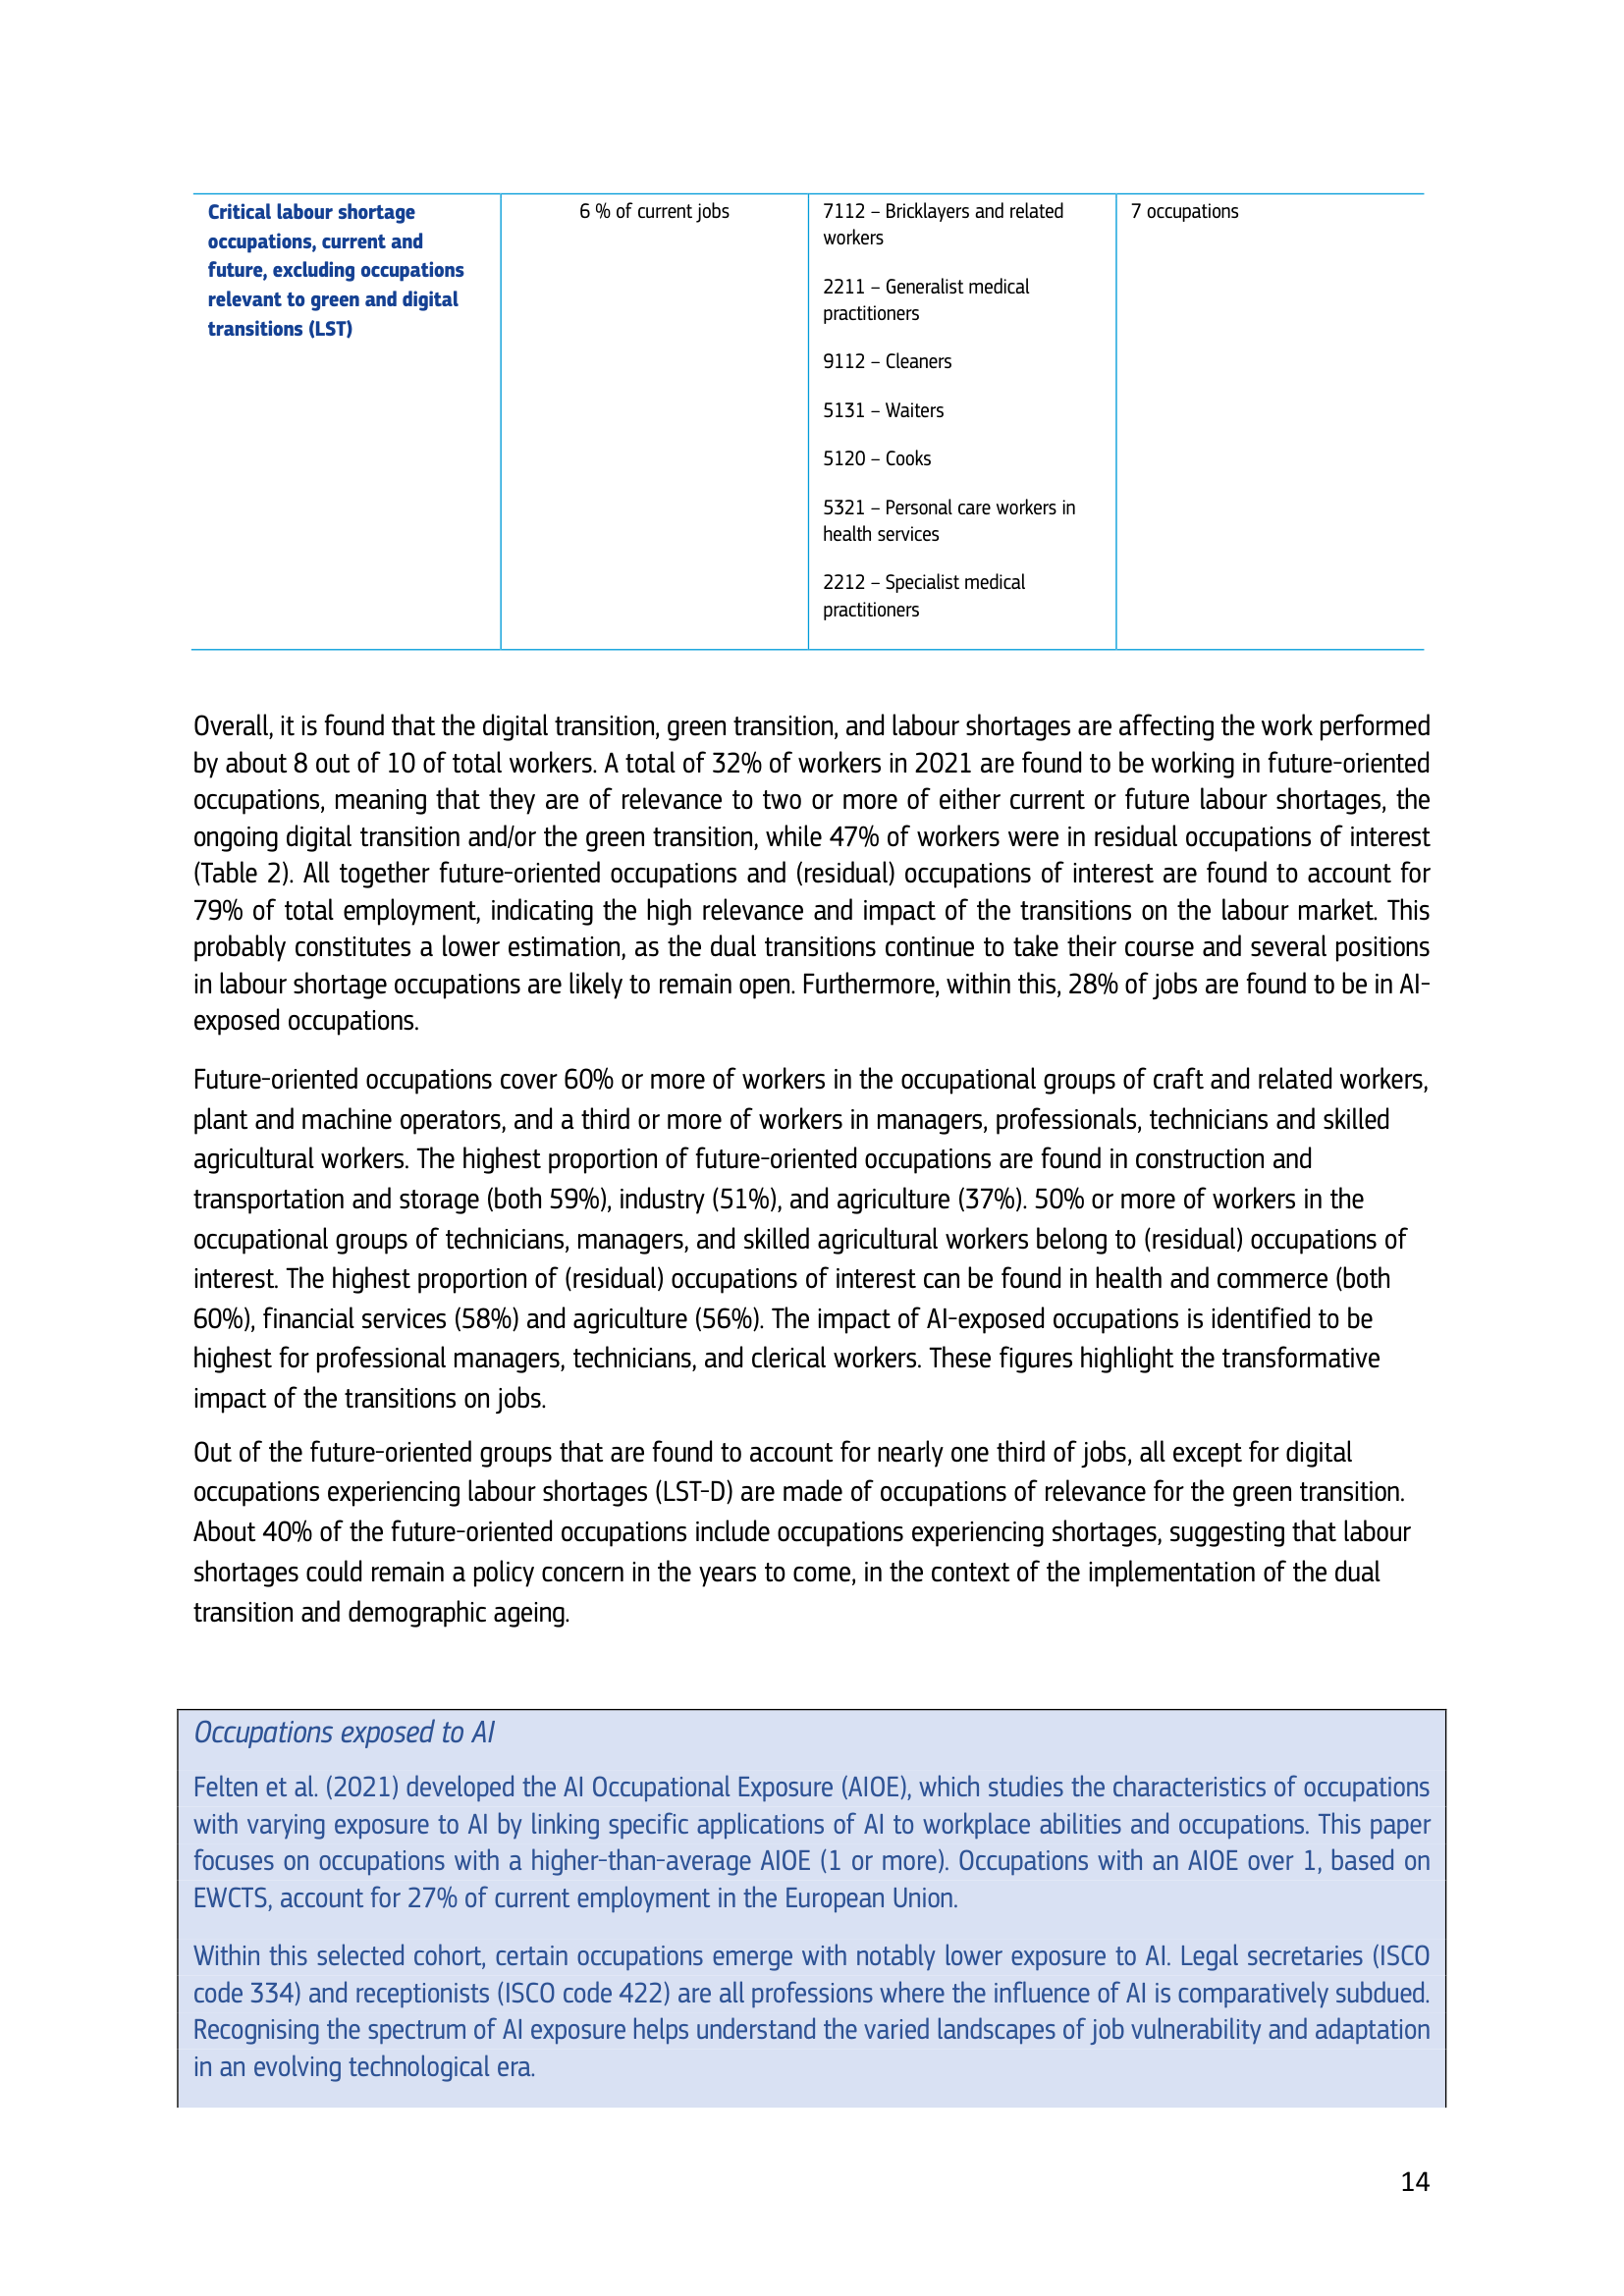 Critical labour shortage
occupations, current and
future, excluding occupations
relevant to green and digital
transitions (LST)
6 % of current jobs
7112 – Bricklayers and related
workers
2211 – Generalist medical
practitioners
9112 – Cleaners
5131 – Waiters
5120 – Cooks
5321 – Personal care workers in
health services
2212 – Specialist medical
practitioners
7 occupations
Overall, it is found that the digital transition, green transition, and labour shortages are affecting the work performed
by about 8 out of 10 of total workers. A total of 32% of workers in 2021 are found to be working in future-oriented
occupations, meaning that they are of relevance to two or more of either current or future labour shortages, the
ongoing digital transition and/or the green transition, while 47% of workers were in residual occupations of interest
(Table 2). All together future-oriented occupations and (residual) occupations of interest are found to account for
79% of total employment, indicating the high relevance and impact of the transitions on the labour market. This
probably constitutes a lower estimation, as the dual transitions continue to take their course and several positions
in labour shortage occupations are likely to remain open. Furthermore, within this, 28% of jobs are found to be in AI-
exposed occupations.
Future-oriented occupations cover 60% or more of workers in the occupational groups of craft and related workers,
plant and machine operators, and a third or more of workers in managers, professionals, technicians and skilled
agricultural workers. The highest proportion of future-oriented occupations are found in construction and
transportation and storage (both 59%), industry (51%), and agriculture (37%). 50% or more of workers in the
occupational groups of technicians, managers, and skilled agricultural workers belong to (residual) occupations of
interest. The highest proportion of (residual) occupations of interest can be found in health and commerce (both
60%), financial services (58%) and agriculture (56%). The impact of AI-exposed occupations is identified to be
highest for professional managers, technicians, and clerical workers. These figures highlight the transformative
impact of the transitions on jobs.
Out of the future-oriented groups that are found to account for nearly one third of jobs, all except for digital
occupations experiencing labour shortages (LST-D) are made of occupations of relevance for the green transition.
About 40% of the future-oriented occupations include occupations experiencing shortages, suggesting that labour
shortages could remain a policy concern in the years to come, in the context of the implementation of the dual
transition and demographic ageing.
Occupations exposed to AI
Felten et al. (2021) developed the AI Occupational Exposure (AIOE), which studies the characteristics of occupations
with varying exposure to AI by linking specific applications of AI to workplace abilities and occupations. This paper
focuses on occupations with a higher-than-average AIOE (1 or more). Occupations with an AIOE over 1, based on
EWCTS, account for 27% of current employment in the European Union.
Within this selected cohort, certain occupations emerge with notably lower exposure to AI. Legal secretaries (ISCO
code 334) and receptionists (ISCO code 422) are all professions where the influence of AI is comparatively subdued.
Recognising the spectrum of AI exposure helps understand the varied landscapes of job vulnerability and adaptation
in an evolving technological era.
14